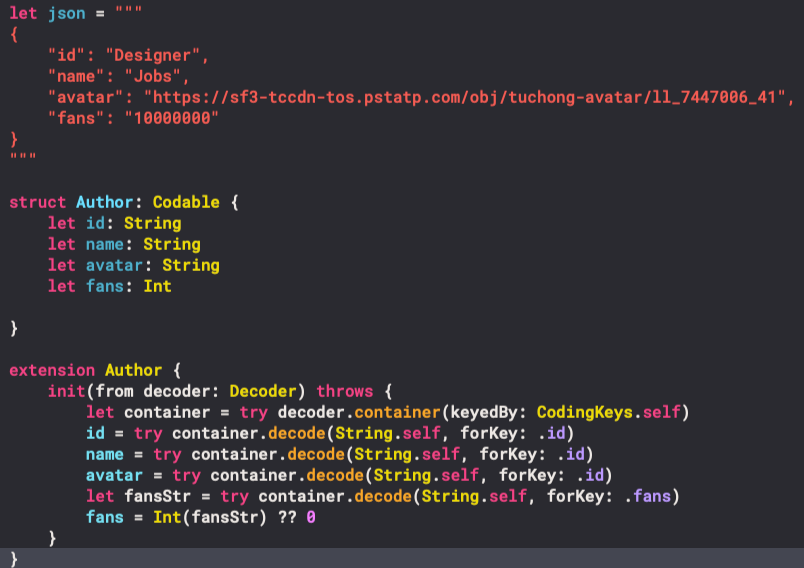 let json = """
{
    "id": "Designer",
    "name": "Jobs",
    "avatar": "https://sf3-tccdn-tos.pstatp.com/obj/tuchong-avatar/ll_7447006_41",
    "fans": "10000000"
}
"""

struct Author: Codable {
    let id: String
    let name: String
    let avatar: String
    let fans: Int

}

extension Author {
    init(from decoder: Decoder) throws {
        let container = try decoder.container(keyedBy: CodingKeys.self)
        id = try container.decode(String.self, forKey: .id)
        name = try container.decode(String.self, forKey: .id)
        avatar = try container.decode(String.self, forKey: .id)
        let fansStr = try container.decode(String.self, forKey: .fans)
        fans = Int(fansStr) ?? 0
    }
}